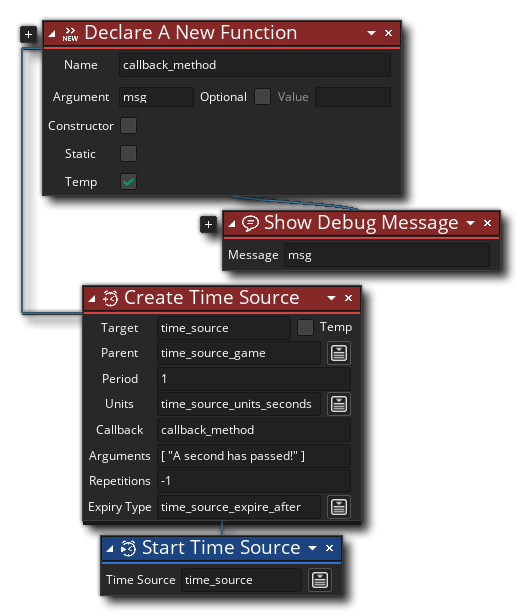 NEW Declare A New Function
Name callback_method
Argument msg Optional Value
Constructor
Static
Temp
Show Debug Message
Message msg
Create Time Source
Target time_source Temp
Parent time_source_game
Period 1
Units time_source_units_seconds
Callback callback_method
Arguments [ "A second has passed!" ]
Repetitions -1
Expiry Type time_source_expire_after
Start Time Source
Time Source time_source